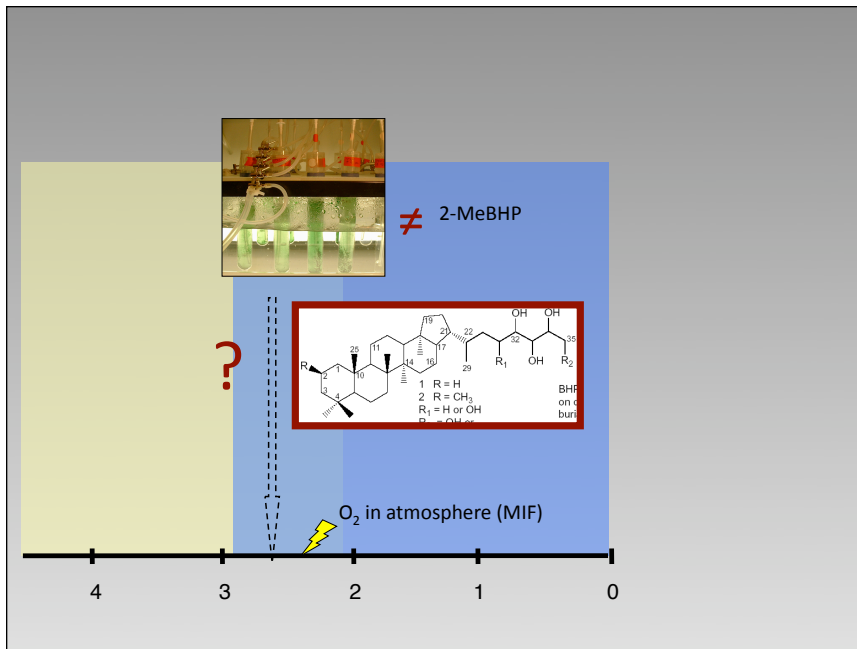 ≠ 2-MeBHP
?
OH OH
19
22 35
21 32
25 11 17 R₁ OH R₂
R 1 14 16 29
2 10
3 4
1 R = H
2 R = CH₃
R₁ = H or OH
BHP
on c
buri
O₂ in atmosphere (MIF)
4 3 2 1 0